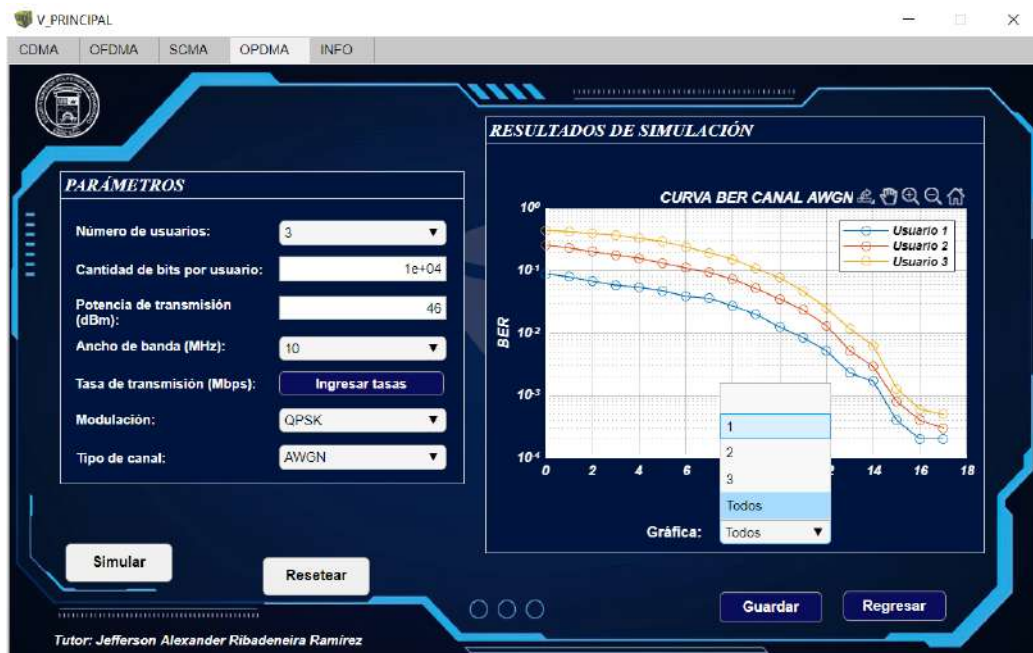 V_PRINCIPAL
CDMA OFDMA SCMA OPDMA INFO
RESULTADOS DE SIMULACIÓN
PARÁMETROS
Número de usuarios: 3
Cantidad de bits por usuario: 1e+04
Potencia de transmisión
(dBm): 46
Ancho de banda (MHz): 10
Tasa de transmisión (Mbps): Ingresar tasas
Modulación: QPSK
Tipo de canal: AWGN
CURVA BER CANAL AWGN
10⁰
10⁻¹
10⁻²
10⁻³
10⁻⁴
BER
Usuario 1
Usuario 2
Usuario 3
0 2 4 6 14 16 18
1
2
3
Todos
Gráfica: Todos
Simular
Resetear
Guardar
Regresar
Tutor: Jefferson Alexander Ribadeneira Ramírez